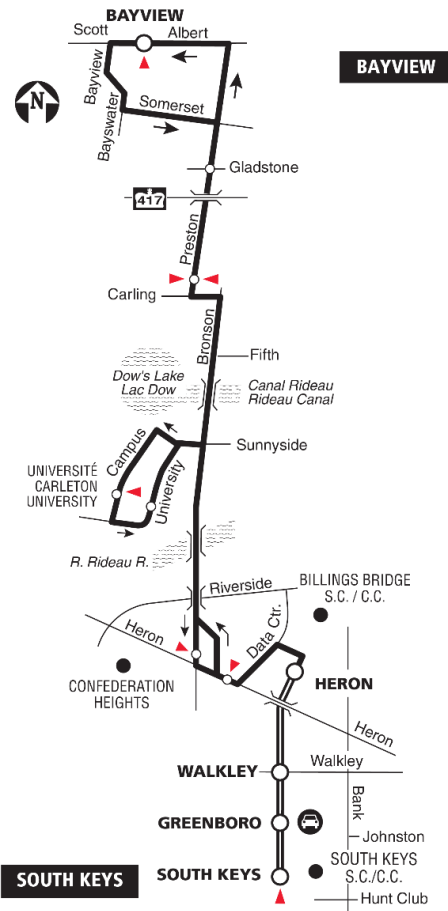 BAYVIEW
Scott
Albert
BAYVIEW
Bayview
N
Somerset
Bayswater
Gladstone
417
Preston
Carling
Bronson
Fifth
Dow's Lake
Lac Dow
Canal Rideau
Rideau Canal
Campus
Sunnyside
UNIVERSITÉ
CARLETON
UNIVERSITY
University
R. Rideau R.
Riverside
BILLINGS BRIDGE
S.C. / C.C.
Heron
Data Ctr.
CONFEDERATION
HEIGHTS
HERON
Heron
WALKLEY
Walkley
Bank
GREENBORO
Johnston
SOUTH KEYS
SOUTH KEYS
SOUTH KEYS
S.C./C.C.
Hunt Club